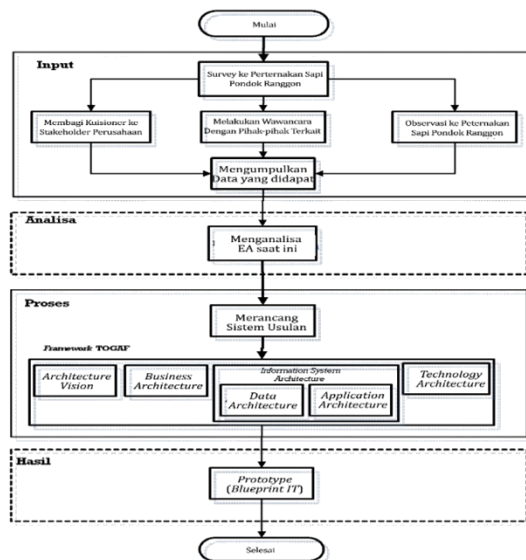 Mulai
Input
Survey ke Perternakan Sapi
Pondok Ranggon
Membagi Kuisioner ke
Stakeholder Perusahaan
Melakukan Wawancara
Dengan Pihak-pihak Terkait
Observasi ke Peternakan
Sapi Pondok Ranggon
Mengumpulkan
Data yang didapat
Analisa
Menganalisa
EA saat ini
Proses
Merancang
Sistem Usulan
Framework TOGAF
Architecture
Vision
Business
Architecture
Information System
Architecture
Data
Architecture
Application
Architecture
Technology
Architecture
Hasil
Prototype
(Blueprint IT)
Selesai